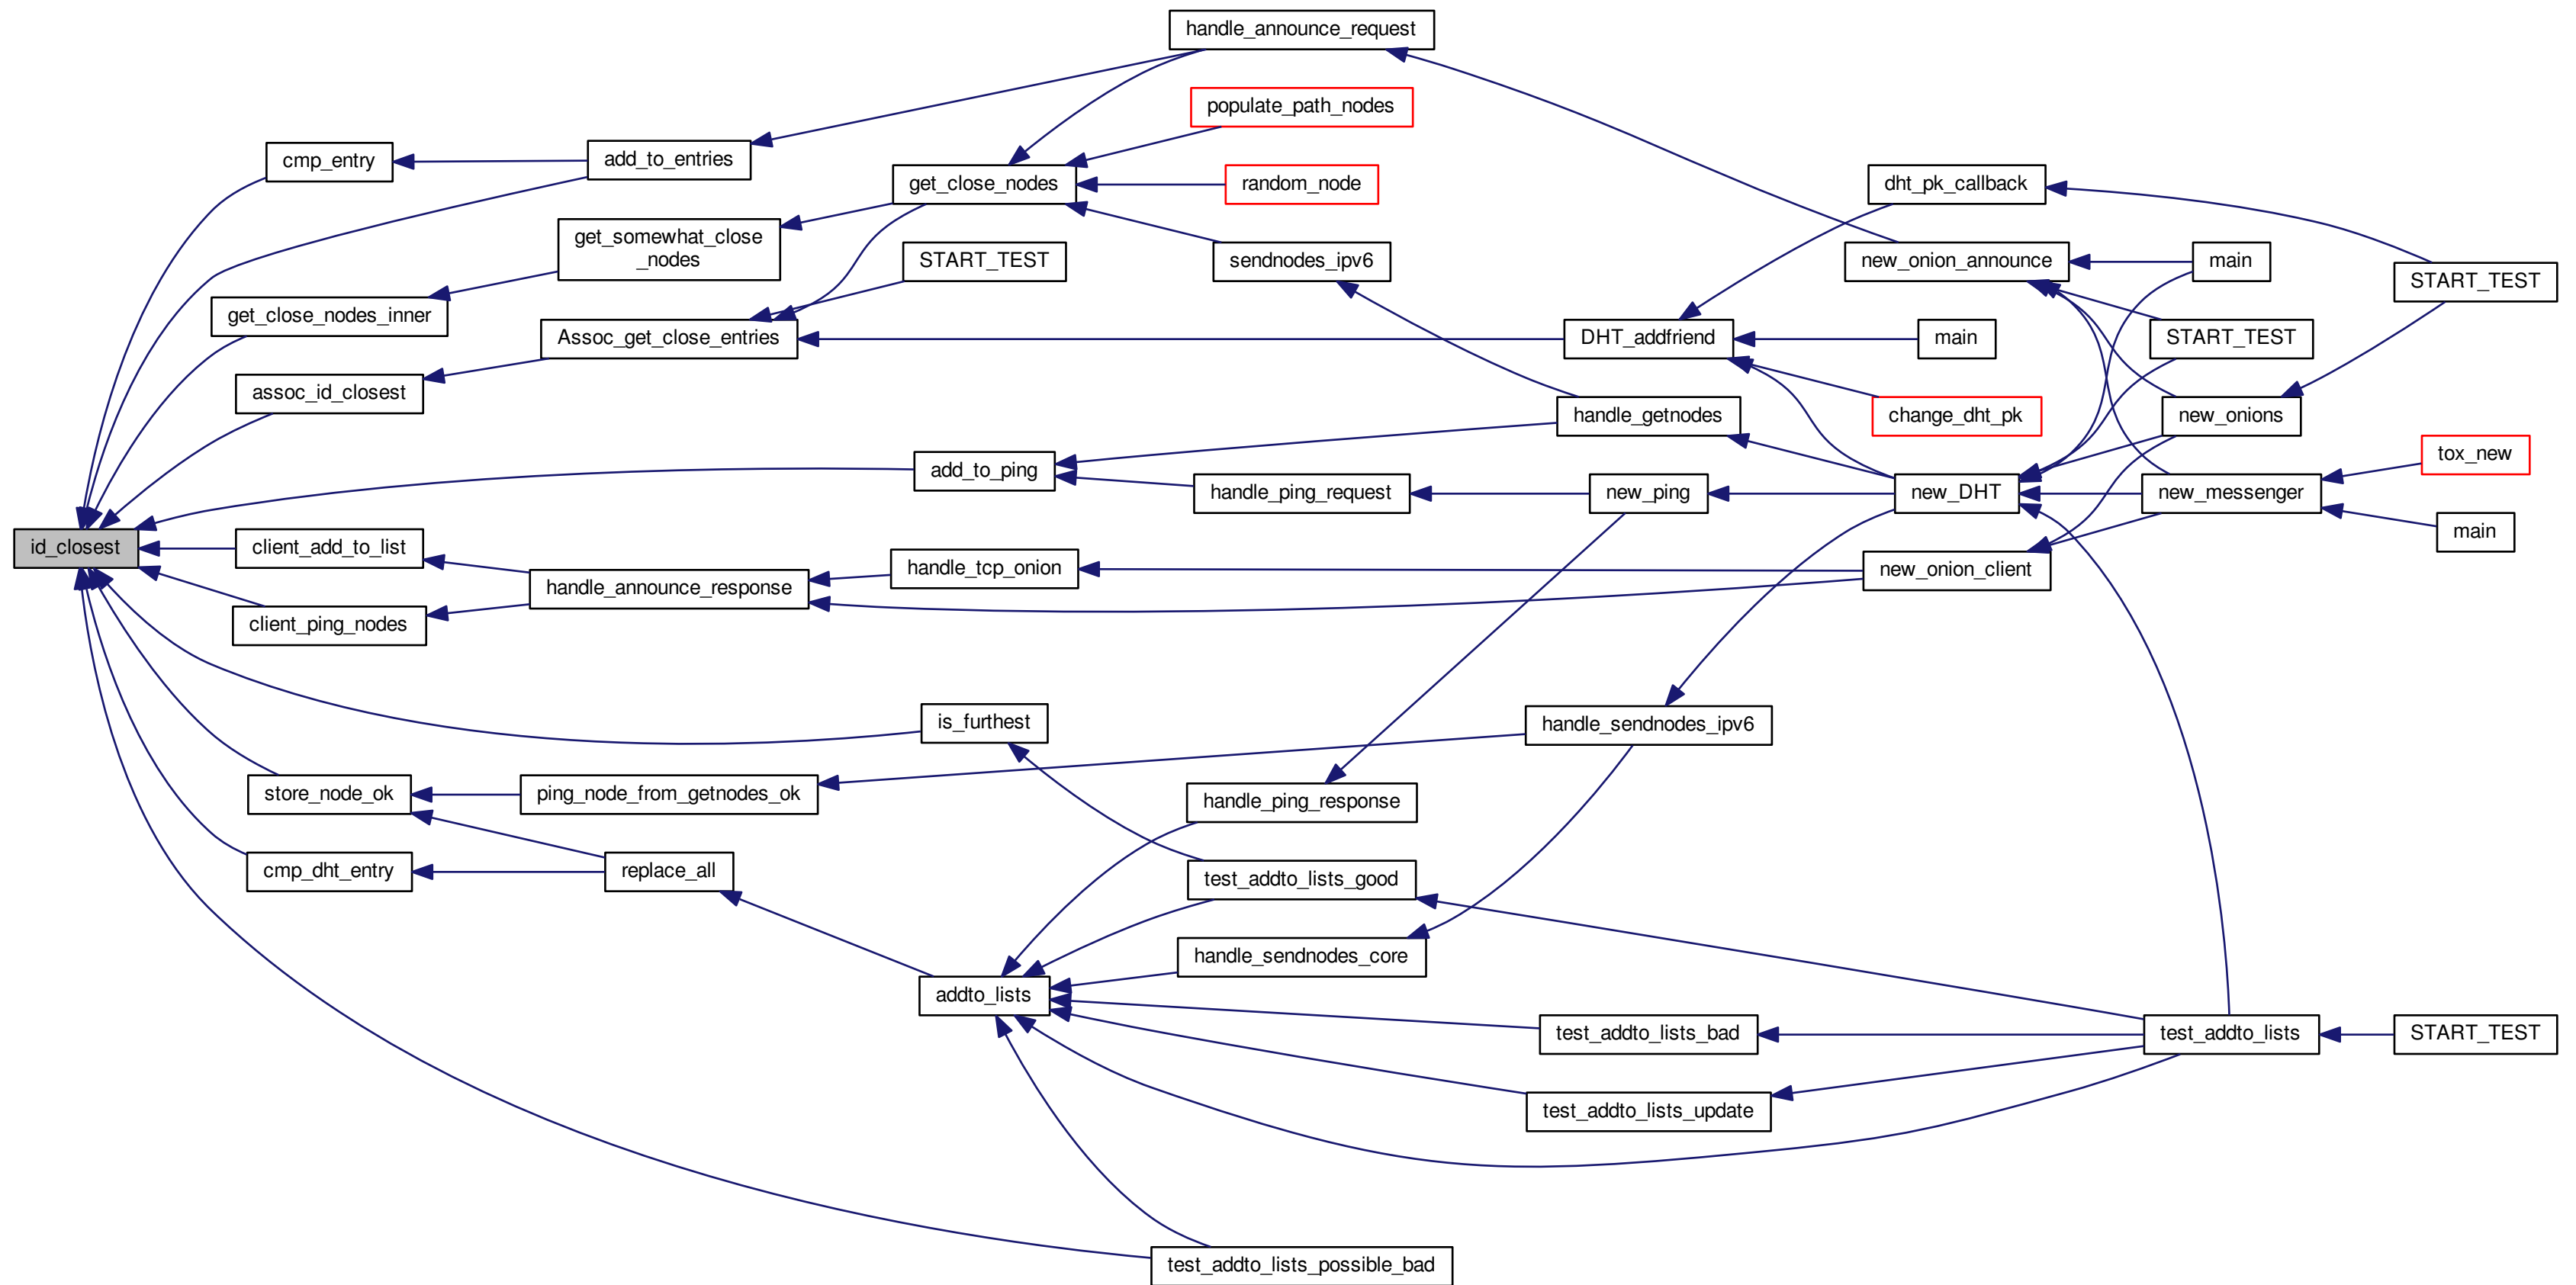 handle_announce_request
populate_path_nodes
cmp_entry
add_to_entries
get_close_nodes
random_node
dht_pk_callback
get_somewhat_close
_nodes
START_TEST
sendnodes_ipv6
new_onion_announce
main
START_TEST
get_close_nodes_inner
Assoc_get_close_entries
DHT_addfriend
main
START_TEST
assoc_id_closest
handle_getnodes
change_dht_pk
new_onions
add_to_ping
handle_ping_request
new_ping
new_DHT
new_messenger
tox_new
main
id_closest
client_add_to_list
handle_announce_response
handle_tcp_onion
new_onion_client
client_ping_nodes
is_furthest
handle_sendnodes_ipv6
store_node_ok
ping_node_from_getnodes_ok
handle_ping_response
cmp_dht_entry
replace_all
test_addto_lists_good
handle_sendnodes_core
addto_lists
test_addto_lists_bad
test_addto_lists
START_TEST
test_addto_lists_update
test_addto_lists_possible_bad